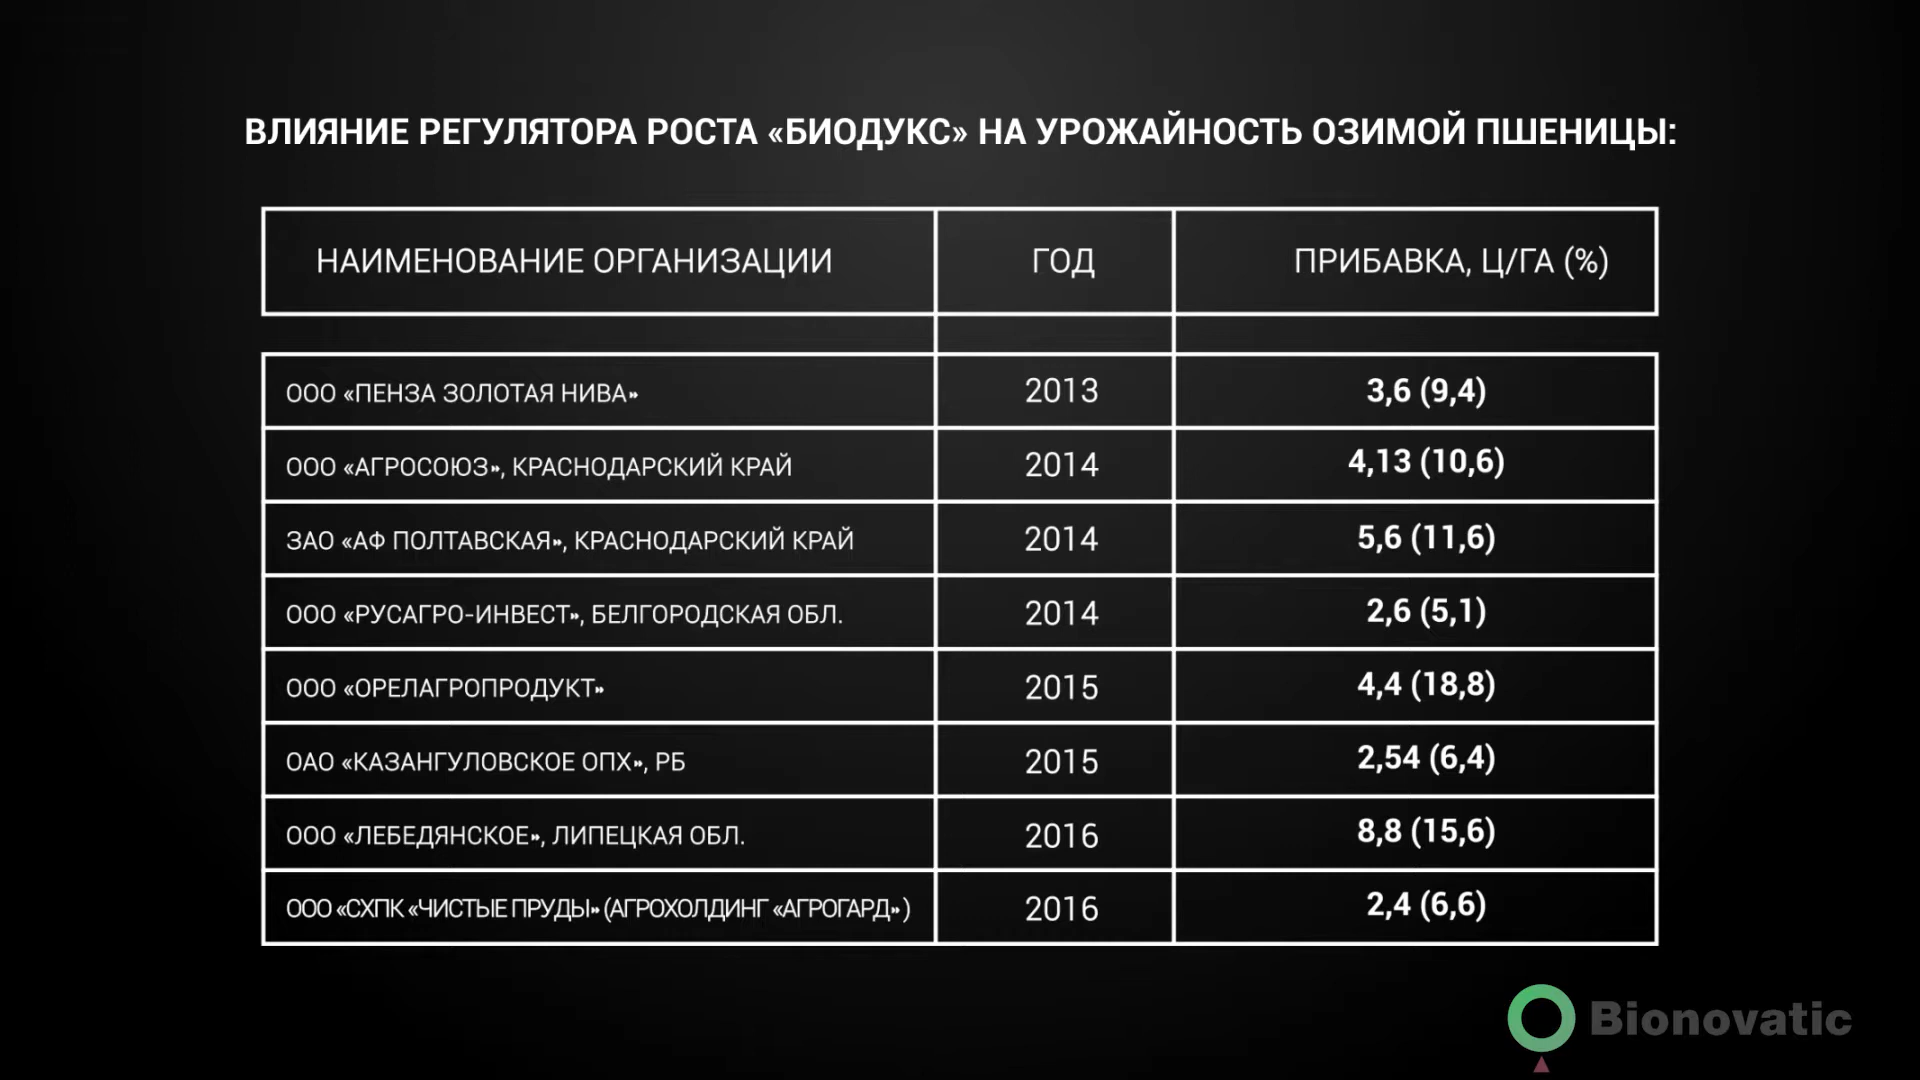 ВЛИЯНИЕ РЕГУЛЯТОРА РОСТА «БИОДУКС» НА УРОЖАЙНОСТЬ ОЗИМОЙ ПШЕНИЦЫ:
НАИМЕНОВАНИЕ ОРГАНИЗАЦИИ ГОД ПРИБАВКА, Ц/ГА (%)
ООО «ПЕНЗА ЗОЛОТАЯ НИВА» 2013 3,6 (9,4)
ООО «АГРОСОЮЗ», КРАСНОДАРСКИЙ КРАЙ 2014 4,13 (10,6)
ЗАО «АФ ПОЛТАВСКАЯ», КРАСНОДАРСКИЙ КРАЙ 2014 5,6 (11,6)
ООО «РУСАГРО-ИНВЕСТ», БЕЛГОРОДСКАЯ ОБЛ. 2014 2,6 (5,1)
ООО «ОРЕЛАГРОПРОДУКТ» 2015 4,4 (18,8)
ОАО «КАЗАНГУЛОВСКОЕ ОПХ», РБ 2015 2,54 (6,4)
ООО «ЛЕБЕДЯНСКОЕ», ЛИПЕЦКАЯ ОБЛ. 2016 8,8 (15,6)
ООО «СХПК «ЧИСТЫЕ ПРУДЫ» (АГРОХОЛДИНГ «АГРОГАРД») 2016 2,4 (6,6)
Bionovatic